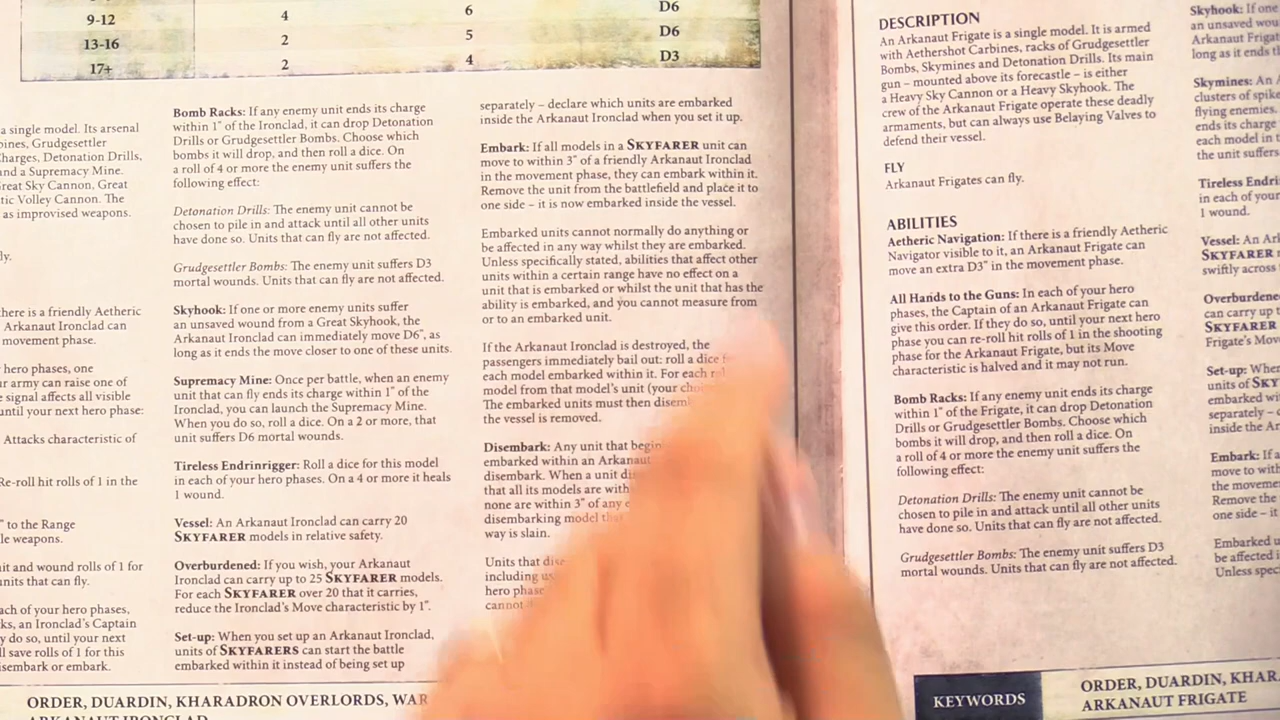 9-12 4 6 D6
13-16 2 5 D6
17+ 2 4 D3
a single model. Its arsenal
Grudgesettler
Charges, Detonation Drills,
and a Supremacy Mine.
Great Sky Cannon, Great
Volley Cannon. The
as improvised weapons.
there is a friendly Aetheric
Arkanaut Ironclad can
movement phase.
hero phases, one
army can raise one of
signal affects all visible
until your next hero phase:
Attacks characteristic of
Re-roll hit rolls of 1 in the
to the Range
weapons.
hit and wound rolls of 1 for
units that can fly.
each of your hero phases,
an Ironclad's Captain
do so, until your next
save rolls of 1 for this
disembark or embark.
Bomb Racks: If any enemy unit ends its charge
within 1" of the Ironclad, it can drop Detonation
Drills or Grudgesettler Bombs. Choose which
bombs it will drop, and then roll a dice. On
a roll of 4 or more the enemy unit suffers the
following effect:
Detonation Drills: The enemy unit cannot be
chosen to pile in and attack until all other units
have done so. Units that can fly are not affected.
Grudgesettler Bombs: The enemy unit suffers D3
mortal wounds. Units that can fly are not affected.
Skyhook: If one or more enemy units suffer
an unsaved wound from a Great Skyhook, the
Arkanaut Ironclad can immediately move D6", as
long as it ends the move closer to one of these units.
Supremacy Mine: Once per battle, when an enemy
unit that can fly ends its charge within 1" of the
Ironclad, you can launch the Supremacy Mine.
When you do so, roll a dice. On a 2 or more, that
unit suffers D6 mortal wounds.
Tireless Endrinrigger: Roll a dice for this model
in each of your hero phases. On a 4 or more it heals
1 wound.
Vessel: An Arkanaut Ironclad can carry 20
SKYFARER models in relative safety.
Overburdened: If you wish, your Arkanaut
Ironclad can carry up to 25 SKYFARER models.
For each SKYFARER over 20 that it carries,
reduce the Ironclad's Move characteristic by 1".
Set-up: When you set up an Arkanaut Ironclad,
units of SKYFARERS can start the battle
embarked within it instead of being set up
separately – declare which units are embarked
inside the Arkanaut Ironclad when you set it up.
Embark: If all models in a SKYFARER unit can
move to within 3" of a friendly Arkanaut Ironclad
in the movement phase, they can embark within it.
Remove the unit from the battlefield and place it to
one side – it is now embarked inside the vessel.
Embarked units cannot normally do anything or
be affected in any way whilst they are embarked.
Unless specifically stated, abilities that affect other
units within a certain range have no effect on a
unit that is embarked or whilst the unit that has the
ability is embarked, and you cannot measure from
or to an embarked unit.
If the Arkanaut Ironclad is destroyed, the
passengers immediately bail out: roll a dice
each model embarked within it. For each
model from that model's unit (your
The embarked units must then
the vessel is removed.
Disembark: Any unit that
embarked within an Arkanaut
disembark. When a unit
that all its models are
none are within 3" of any
disembarking model
way is slain.
Units that
including
hero phase
cannot
ORDER, DUARDIN, KHARADRON OVERLORDS, WAR
ARKANAUT IRONCLAD
DESCRIPTION
An Arkanaut Frigate is a single model. It is armed
with Aethershot Carbines, racks of Grudgesettler
Bombs, Skymines and Detonation Drills. Its main
gun – mounted above its forecastle – is either
a Heavy Sky Cannon or a Heavy Skyhook. The
crew of the Arkanaut Frigate operate these deadly
armaments, but can always use Belaying Valves to
defend their vessel.
FLY
Arkanaut Frigates can fly.
ABILITIES
Aetheric Navigation: If there is a friendly Aetheric
Navigator visible to it, an Arkanaut Frigate can
move an extra D3" in the movement phase.
All Hands to the Guns: In each of your hero
phases, the Captain of an Arkanaut Frigate can
give this order. If they do so, until your next hero
phase you can re-roll hit rolls of 1 in the shooting
phase for the Arkanaut Frigate, but its Move
characteristic is halved and it may not run.
Bomb Racks: If any enemy unit ends its charge
within 1" of the Frigate, it can drop Detonation
Drills or Grudgesettler Bombs. Choose which
bombs it will drop, and then roll a dice. On
a roll of 4 or more the enemy unit suffers the
following effect:
Detonation Drills: The enemy unit cannot be
chosen to pile in and attack until all other units
have done so. Units that can fly are not affected.
Grudgesettler Bombs: The enemy unit suffers D3
mortal wounds. Units that can fly are not affected.
Skyhook: If one
an unsaved
Arkanaut
long as it ends
Skymines: An
clusters of
flying enemies.
ends its charge
each model in
the unit suffers
Tireless
in each of your
1 wound.
Vessel: An
SKYFARER
swiftly across
can carry up
SKYFARER
Frigate's
Set-up:
units of
embarked
separately –
inside the
Embark: If a
move to
the
Remove the
one side – it
Embarked
be affected
Unless
KEYWORDS
ORDER, DUARDIN,
ARKANAUT FRIGATE